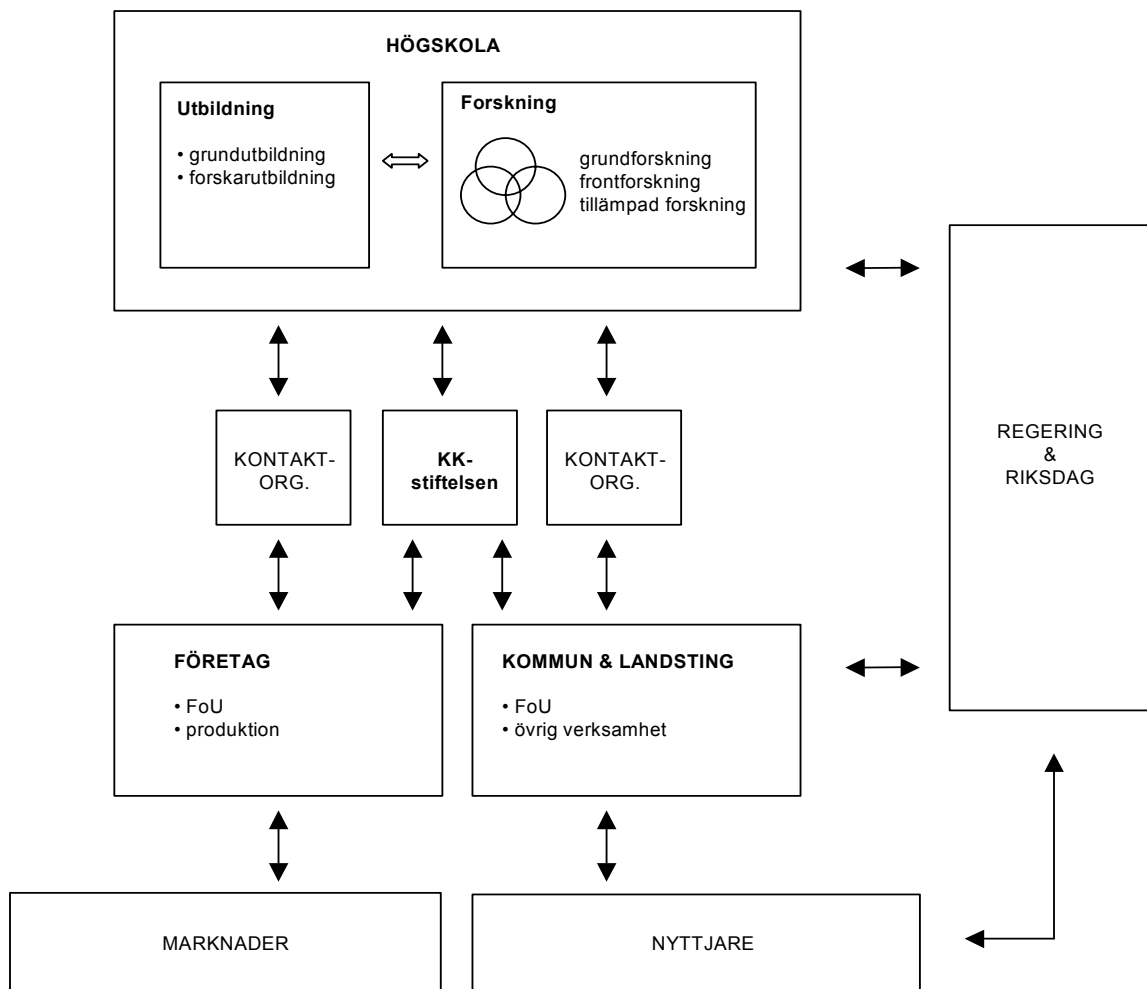 HÖGSKOLA
Utbildning
• grundutbildning
• forskarutbildning
Forskning
grundforskning
frontforskning
tillämpad forskning
REGERING
&
RIKSDAG
KONTAKT-
ORG.
KK-
stiftelsen
KONTAKT-
ORG.
FÖRETAG
• FoU
• produktion
KOMMUN & LANDSTING
• FoU
• övrig verksamhet
MARKNADER
NYTTJARE